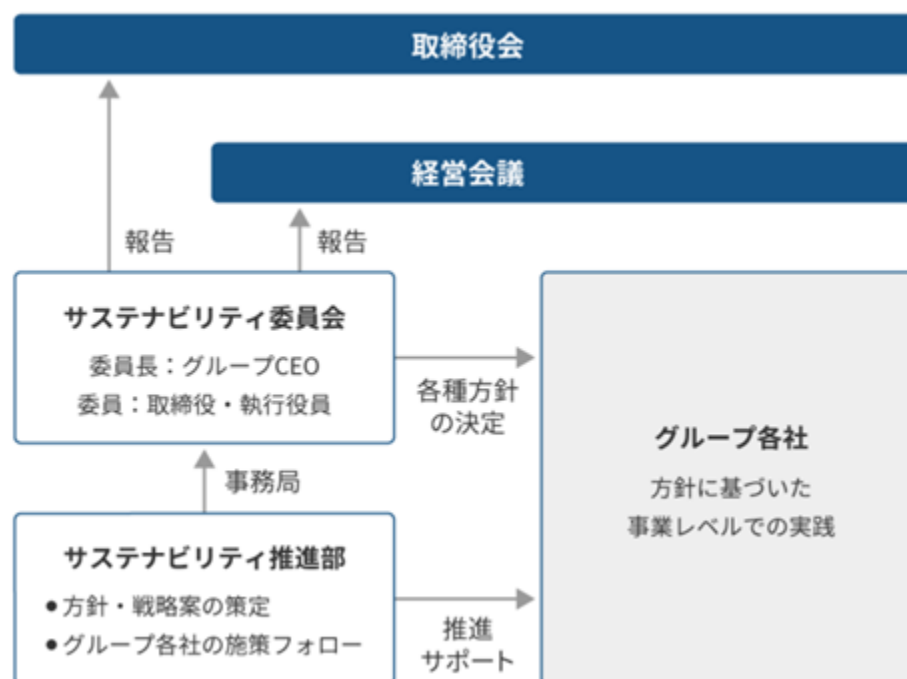 取締役会
経営会議
報告
報告
サステナビリティ委員会
委員長：グループCEO
委員：取締役・執行役員
各種方針
の決定
グループ各社
方針に基づいた
事業レベルでの実践
事務局
サステナビリティ推進部
●方針・戦略案の策定
●グループ各社の施策フォロー
推進
サポート